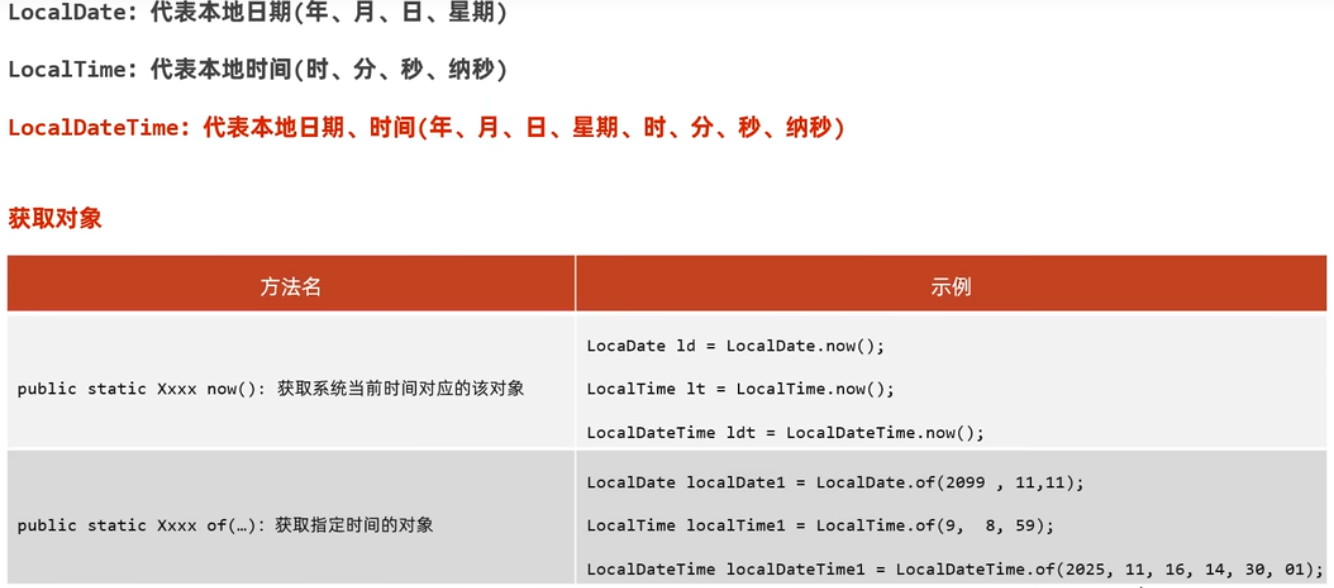 LocalDate: 代表本地日期(年、月、日、星期)
LocalTime: 代表本地时间(时、分、秒、纳秒)
LocalDateTime: 代表本地日期、时间(年、月、日、星期、时、分、秒、纳秒)
获取对象
方法名 示例
LocaDate ld = LocalDate.now();
public static Xxxx now(): 获取系统当前时间对应的该对象 LocalTime lt = LocalTime.now();
LocalDateTime ldt = LocalDateTime.now();
LocalDate localDate1 = LocalDate.of(2099 , 11,11);
public static Xxxx of(…): 获取指定时间的对象 LocalTime localTime1 = LocalTime.of(9, 8, 59);
LocalDateTime localDateTime1 = LocalDateTime.of(2025, 11, 16, 14, 30, 01);